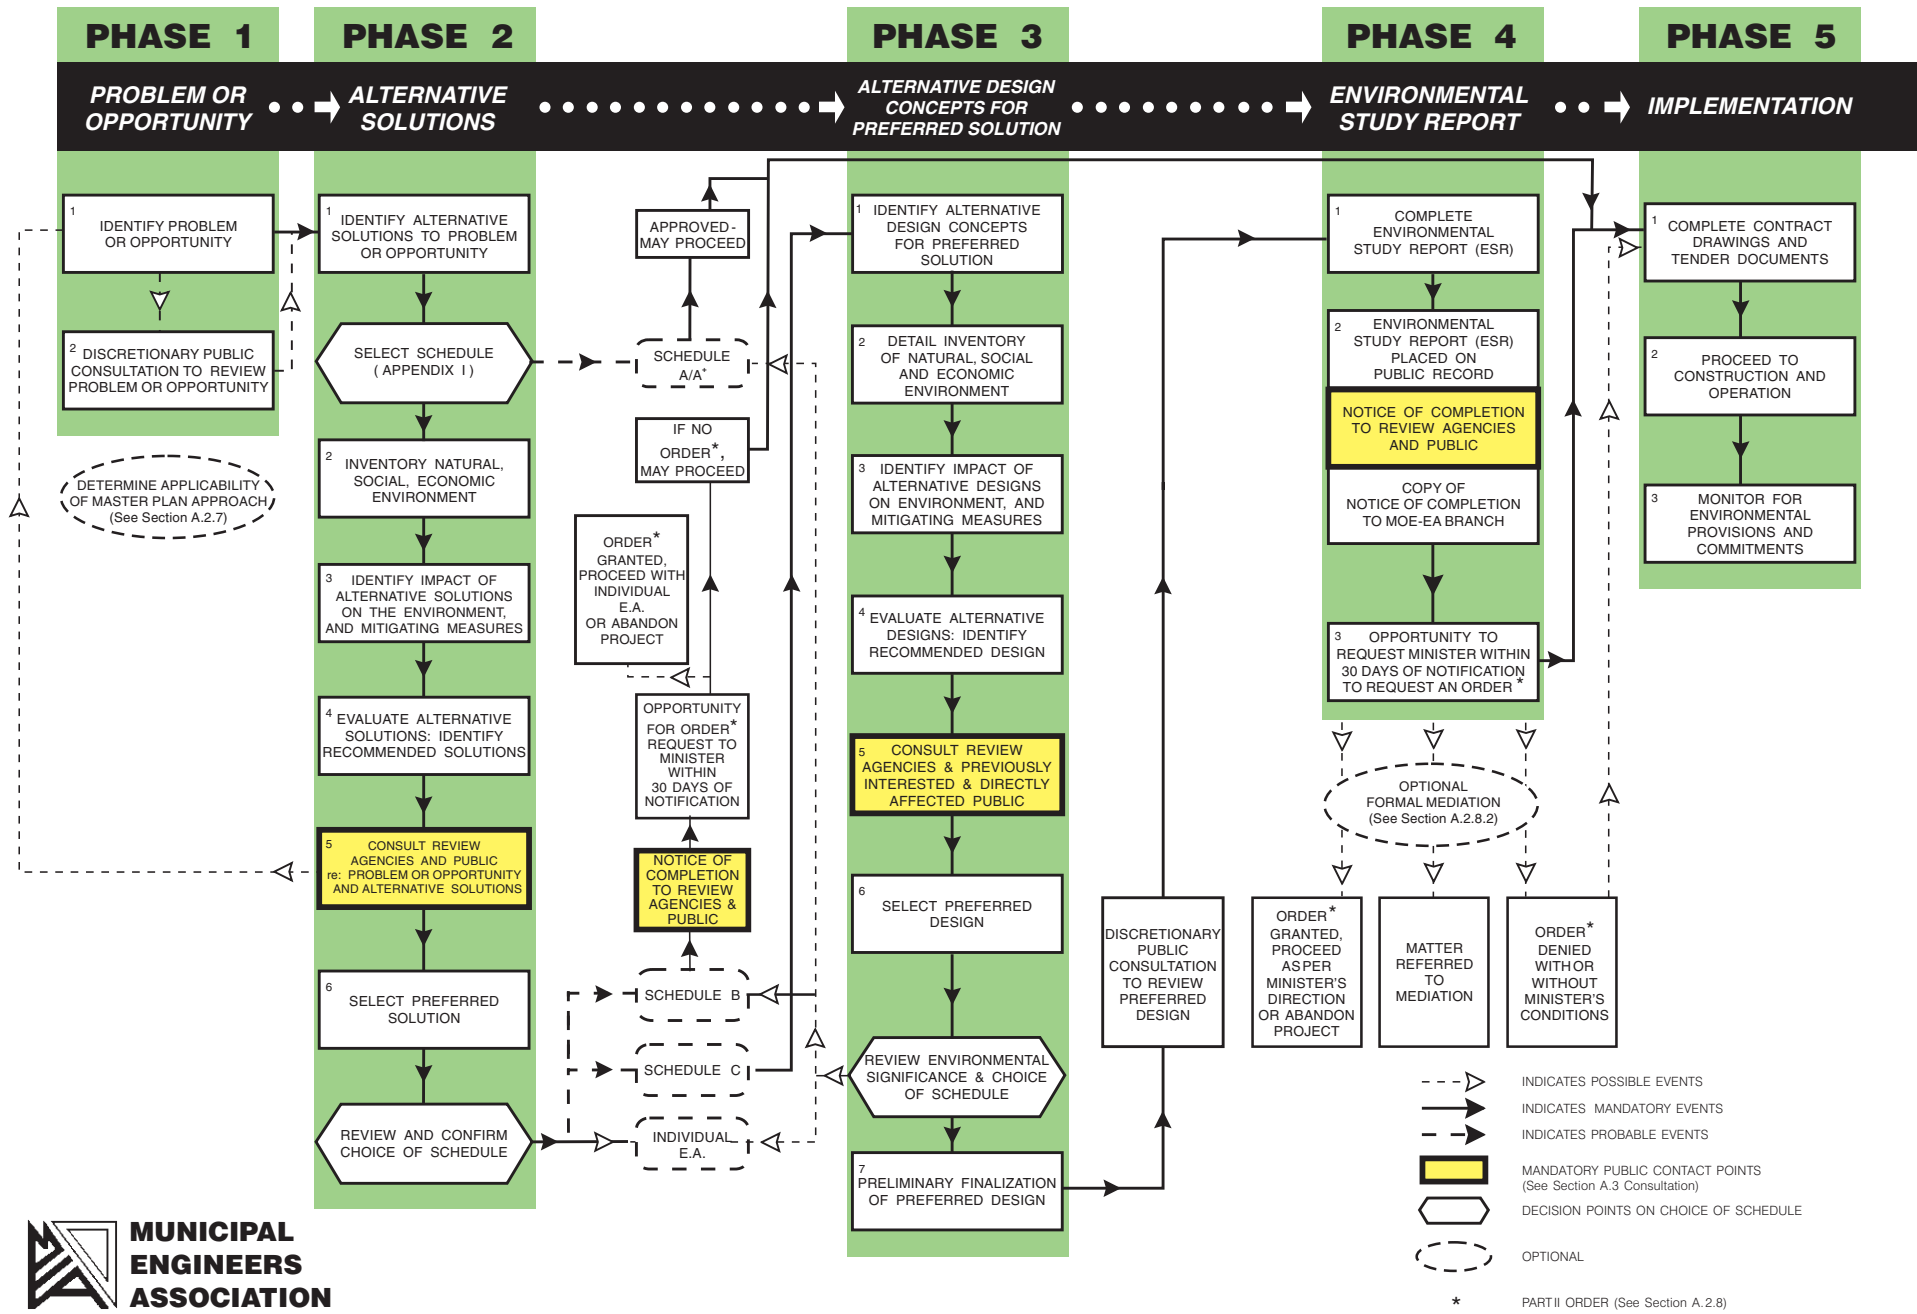 PHASE 1
PHASE 2
PHASE 3
PHASE 4
PHASE 5
PROBLEM OR
OPPORTUNITY
ALTERNATIVE
SOLUTIONS
ALTERNATIVE DESIGN
CONCEPTS FOR
PREFERRED SOLUTION
ENVIRONMENTAL
STUDY REPORT
IMPLEMENTATION
1
IDENTIFY PROBLEM
OR OPPORTUNITY
2 DISCRETIONARY PUBLIC
CONSULTATION TO REVIEW
PROBLEM OR OPPORTUNITY
DETERMINE APPLICABILITY
OF MASTER PLAN APPROACH
(See Section A.2.7)
1
IDENTIFY ALTERNATIVE
SOLUTIONS TO PROBLEM
OR OPPORTUNITY
SELECT SCHEDULE
( APPENDIX I )
2
INVENTORY NATURAL,
SOCIAL, ECONOMIC
ENVIRONMENT
3 IDENTIFY IMPACT OF
ALTERNATIVE SOLUTIONS
ON THE ENVIRONMENT,
AND MITIGATING MEASURES
4 EVALUATE ALTERNATIVE
SOLUTIONS: IDENTIFY
RECOMMENDED SOLUTIONS
5 CONSULT REVIEW
AGENCIES AND PUBLIC
re: PROBLEM OR OPPORTUNITY
AND ALTERNATIVE SOLUTIONS
6
SELECT PREFERRED
SOLUTION
REVIEW AND CONFIRM
CHOICE OF SCHEDULE
APPROVED-
MAY PROCEED
SCHEDULE
A/A+
IF NO
ORDER*,
MAY PROCEED
ORDER*
GRANTED,
PROCEED WITH
INDIVIDUAL
E.A.
OR ABANDON
PROJECT
OPPORTUNITY
FOR ORDER*
REQUEST TO
MINISTER
WITHIN
30 DAYS OF
NOTIFICATION
NOTICE OF
COMPLETION
TO REVIEW
AGENCIES &
PUBLIC
SCHEDULE B
SCHEDULE C
INDIVIDUAL
E.A.
1 IDENTIFY ALTERNATIVE
DESIGN CONCEPTS
FOR PREFERRED
SOLUTION
2 DETAIL INVENTORY
OF NATURAL, SOCIAL
AND ECONOMIC
ENVIRONMENT
3 IDENTIFY IMPACT OF
ALTERNATIVE DESIGNS
ON ENVIRONMENT, AND
MITIGATING MEASURES
4 EVALUATE ALTERNATIVE
DESIGNS: IDENTIFY
RECOMMENDED DESIGN
5 CONSULT REVIEW
AGENCIES & PREVIOUSLY
INTERESTED & DIRECTLY
AFFECTED PUBLIC
6
SELECT PREFERRED
DESIGN
REVIEW ENVIRONMENTAL
SIGNIFICANCE & CHOICE
OF SCHEDULE
7
PRELIMINARY FINALIZATION
OF PREFERRED DESIGN
DISCRETIONARY
PUBLIC
CONSULTATION
TO REVIEW
PREFERRED
DESIGN
1
COMPLETE
ENVIRONMENTAL
STUDY REPORT (ESR)
2 ENVIRONMENTAL
STUDY REPORT (ESR)
PLACED ON
PUBLIC RECORD
NOTICE OF COMPLETION
TO REVIEW AGENCIES
AND PUBLIC
COPY OF
NOTICE OF COMPLETION
TO MOE-EA BRANCH
3 OPPORTUNITY TO
REQUEST MINISTER WITHIN
30 DAYS OF NOTIFICATION
TO REQUEST AN ORDER *
OPTIONAL
FORMAL MEDIATION
(See Section A.2.8.2)
ORDER*
GRANTED,
PROCEED
AS PER
MINISTER'S
DIRECTION
OR ABANDON
PROJECT
MATTER
REFERRED
TO
MEDIATION
ORDER*
DENIED
WITH OR
WITHOUT
MINISTER'S
CONDITIONS
1
COMPLETE CONTRACT
DRAWINGS AND
TENDER DOCUMENTS
2
PROCEED TO
CONSTRUCTION AND
OPERATION
3 MONITOR FOR
ENVIRONMENTAL
PROVISIONS AND
COMMITMENTS
INDICATES POSSIBLE EVENTS
INDICATES MANDATORY EVENTS
INDICATES PROBABLE EVENTS
MANDATORY PUBLIC CONTACT POINTS
(See Section A.3 Consultation)
DECISION POINTS ON CHOICE OF SCHEDULE
OPTIONAL
* PART II ORDER (See Section A.2.8)
MUNICIPAL
ENGINEERS
ASSOCIATION